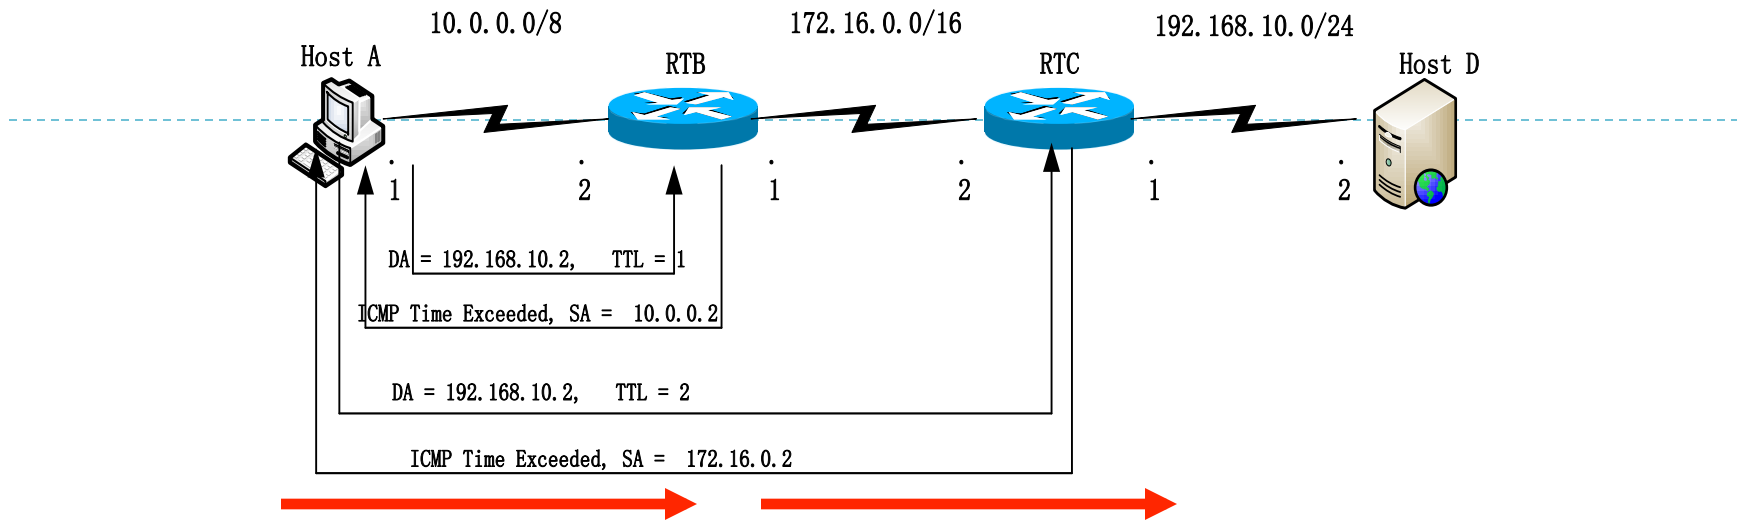 10.0.0.0/8
172.16.0.0/16
192.168.10.0/24
Host A
RTB
RTC
Host D
.1
.2
.1
.2
.1
.2
DA = 192.168.10.2, TTL = 1
ICMP Time Exceeded, SA = 10.0.0.2
DA = 192.168.10.2, TTL = 2
ICMP Time Exceeded, SA = 172.16.0.2